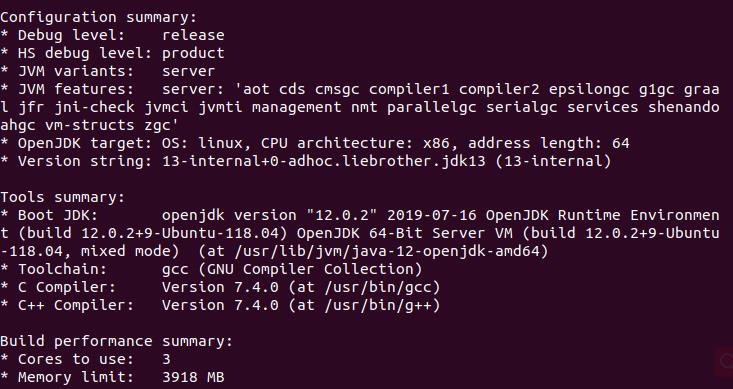 Configuration summary:
* Debug level:    release
* HS debug level: product
* JVM variants:   server
* JVM features:   server: 'aot cds cmsgc compiler1 compiler2 epsilongc g1gc graa
l jfr jni-check jvmci jvmti management nmt parallelgc serialgc services shenando
ahgc vm-structs zgc'
* OpenJDK target: OS: linux, CPU architecture: x86, address length: 64
* Version string: 13-internal+0-adhoc.liebrother.jdk13 (13-internal)

Tools summary:
* Boot JDK:       openjdk version "12.0.2" 2019-07-16 OpenJDK Runtime Environmen
t (build 12.0.2+9-Ubuntu-118.04) OpenJDK 64-Bit Server VM (build 12.0.2+9-Ubuntu
-118.04, mixed mode)  (at /usr/lib/jvm/java-12-openjdk-amd64)
* Toolchain:      gcc (GNU Compiler Collection)
* C Compiler:     Version 7.4.0 (at /usr/bin/gcc)
* C++ Compiler:   Version 7.4.0 (at /usr/bin/g++)

Build performance summary:
* Cores to use:   3
* Memory limit:   3918 MB